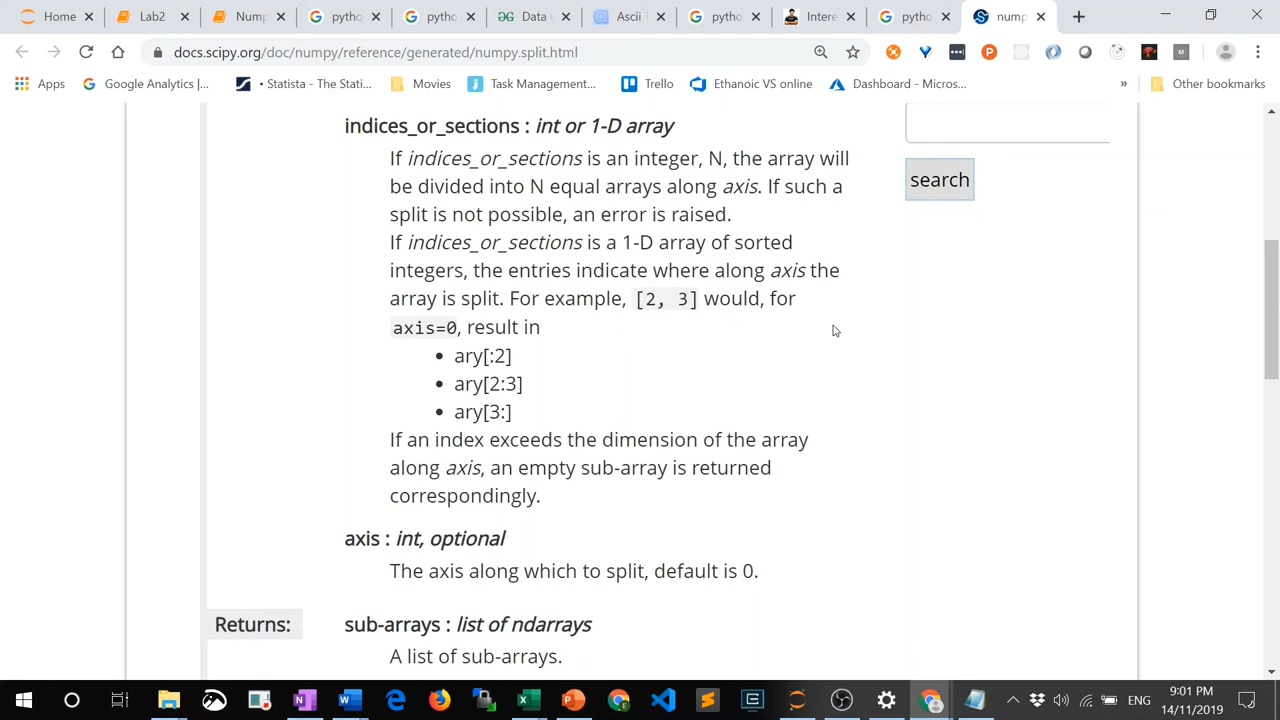 Home
Lab2
Nump
pytho
pytho
Data t
Ascii T
pytho
Intere
pytho
nump
docs.scipy.org/doc/numpy/reference/generated/numpy.split.html
Apps
Google Analytics |...
• Statista - The Stati...
Movies
Task Management...
Trello
Ethanoic VS online
Dashboard - Micros...
»
Other bookmarks
indices_or_sections : int or 1-D array
If indices_or_sections is an integer, N, the array will
be divided into N equal arrays along axis. If such a
split is not possible, an error is raised.
If indices_or_sections is a 1-D array of sorted
integers, the entries indicate where along axis the
array is split. For example, [2, 3] would, for
axis=0, result in
• ary[:2]
• ary[2:3]
• ary[3:]
If an index exceeds the dimension of the array
along axis, an empty sub-array is returned
correspondingly.
axis : int, optional
The axis along which to split, default is 0.
Returns:
sub-arrays : list of ndarrays
A list of sub-arrays.
search
ENG
9:01 PM
14/11/2019